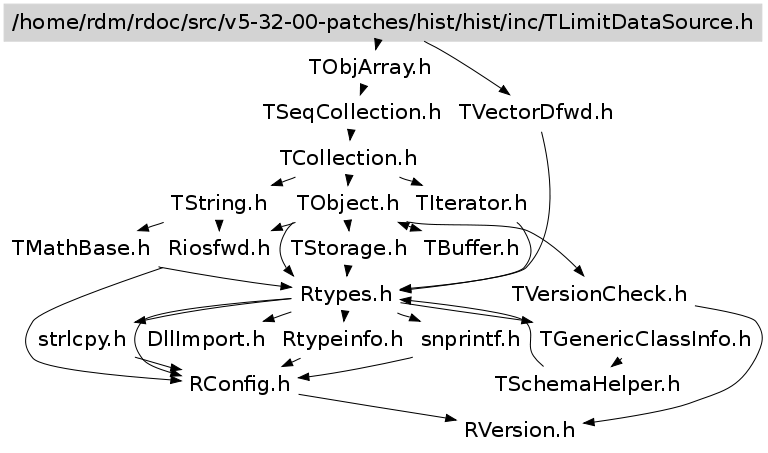 /home/rdm/rdoc/src/v5-32-00-patches/hist/hist/inc/TLimitDataSource.h
TObjArray.h
TSeqCollection.h TVectorDfwd.h
TCollection.h
TString.h TObject.h TIterator.h
TMathBase.h Riosfwd.h TStorage.h TBuffer.h
Rtypes.h TVersionCheck.h
strlcpy.h DllImport.h Rtypeinfo.h snprintf.h TGenericClassInfo.h
RConfig.h TSchemaHelper.h
RVersion.h